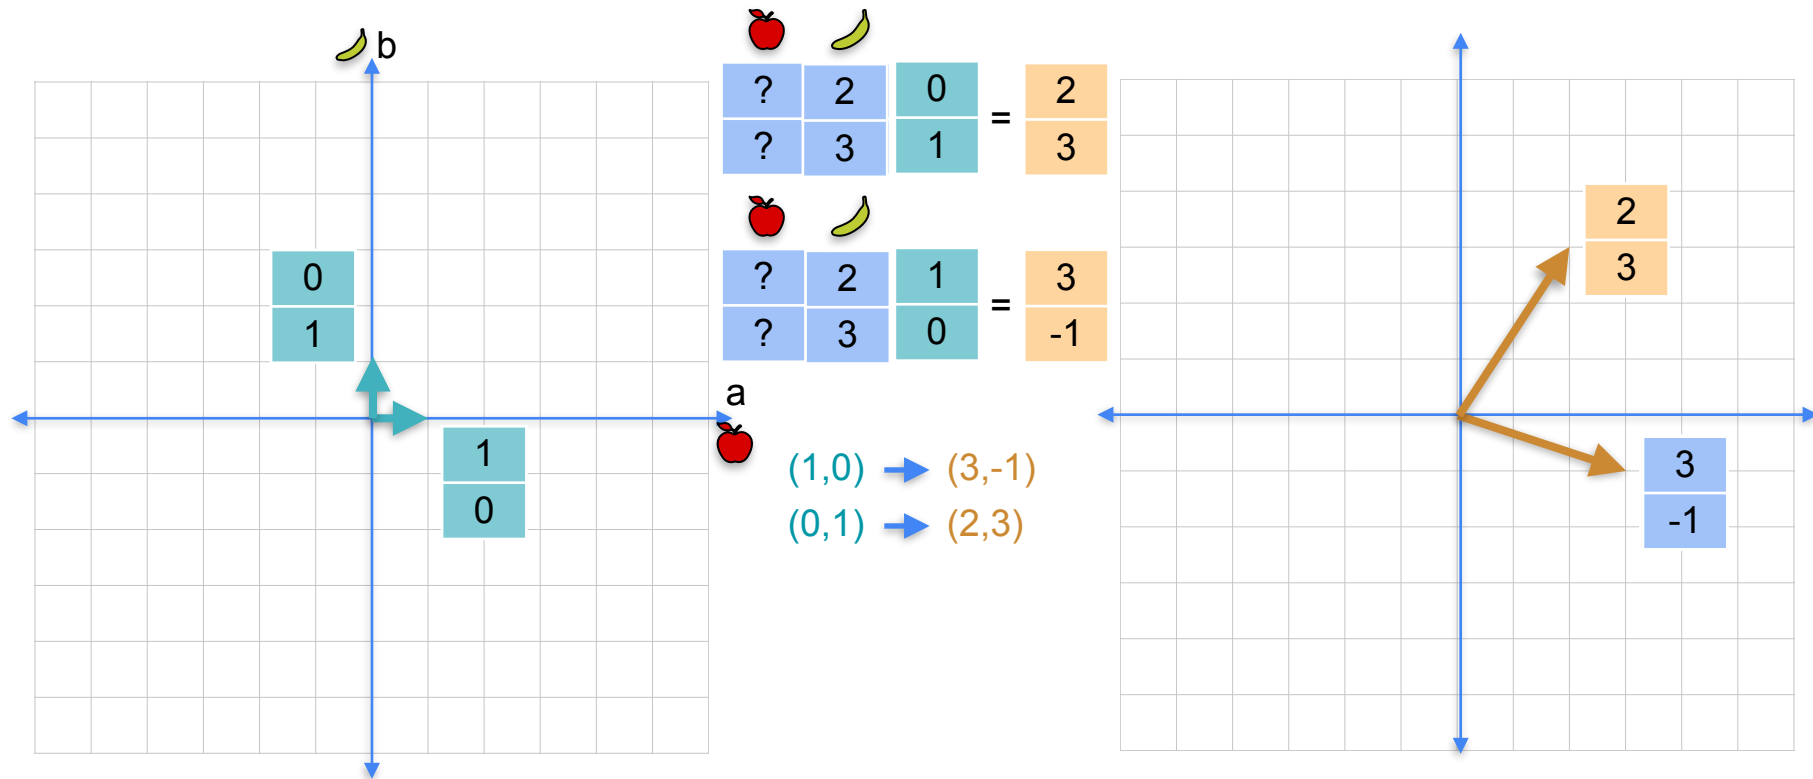 b
0
1
1
0
a
? 2 0 2
=
? 3 1 3
? 2 1 3
=
? 3 0 -1
(1,0) (3,-1)
(0,1) (2,3)
2
3
3
-1